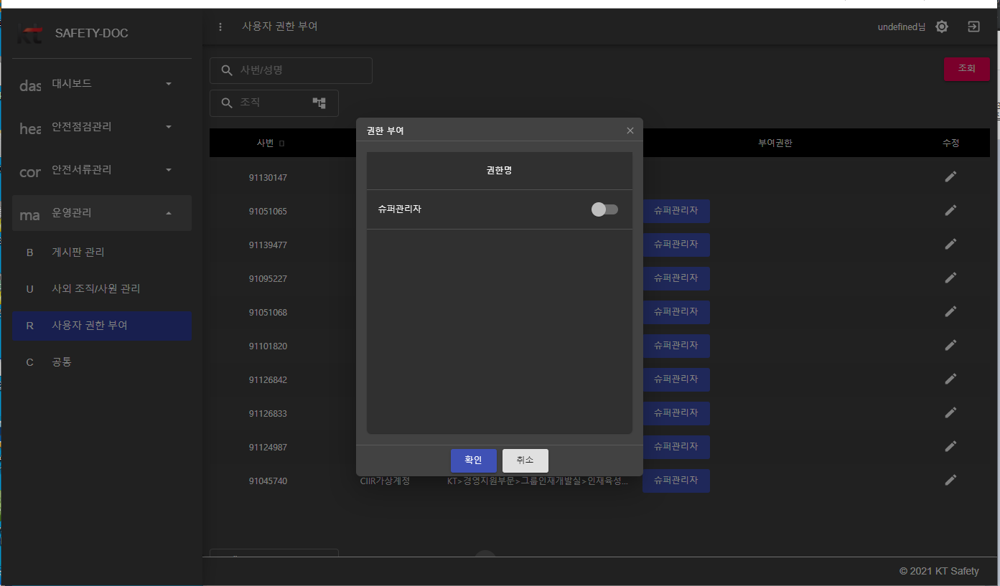 kt SAFETY-DOC
사용자 권한 부여
undefined님
das 대시보드
hea 안전점검관리
cor 안전서류관리
ma 운영관리
B 게시판 관리
U 사외 조직/사원 관리
R 사용자 권한 부여
C 공통
사번/성명
조회
조직
사번
부여권한
수정
91130147
91051065 슈퍼관리자
91139477 슈퍼관리자
91095227 슈퍼관리자
91051068 슈퍼관리자
91101820 슈퍼관리자
91126842 슈퍼관리자
91126833 슈퍼관리자
91124987 슈퍼관리자
91045740 CIIR가상계정 KT>경영지원부문>그룹인재개발실>인재육성... 슈퍼관리자
권한 부여
권한명
슈퍼관리자
확인
취소
© 2021 KT Safety